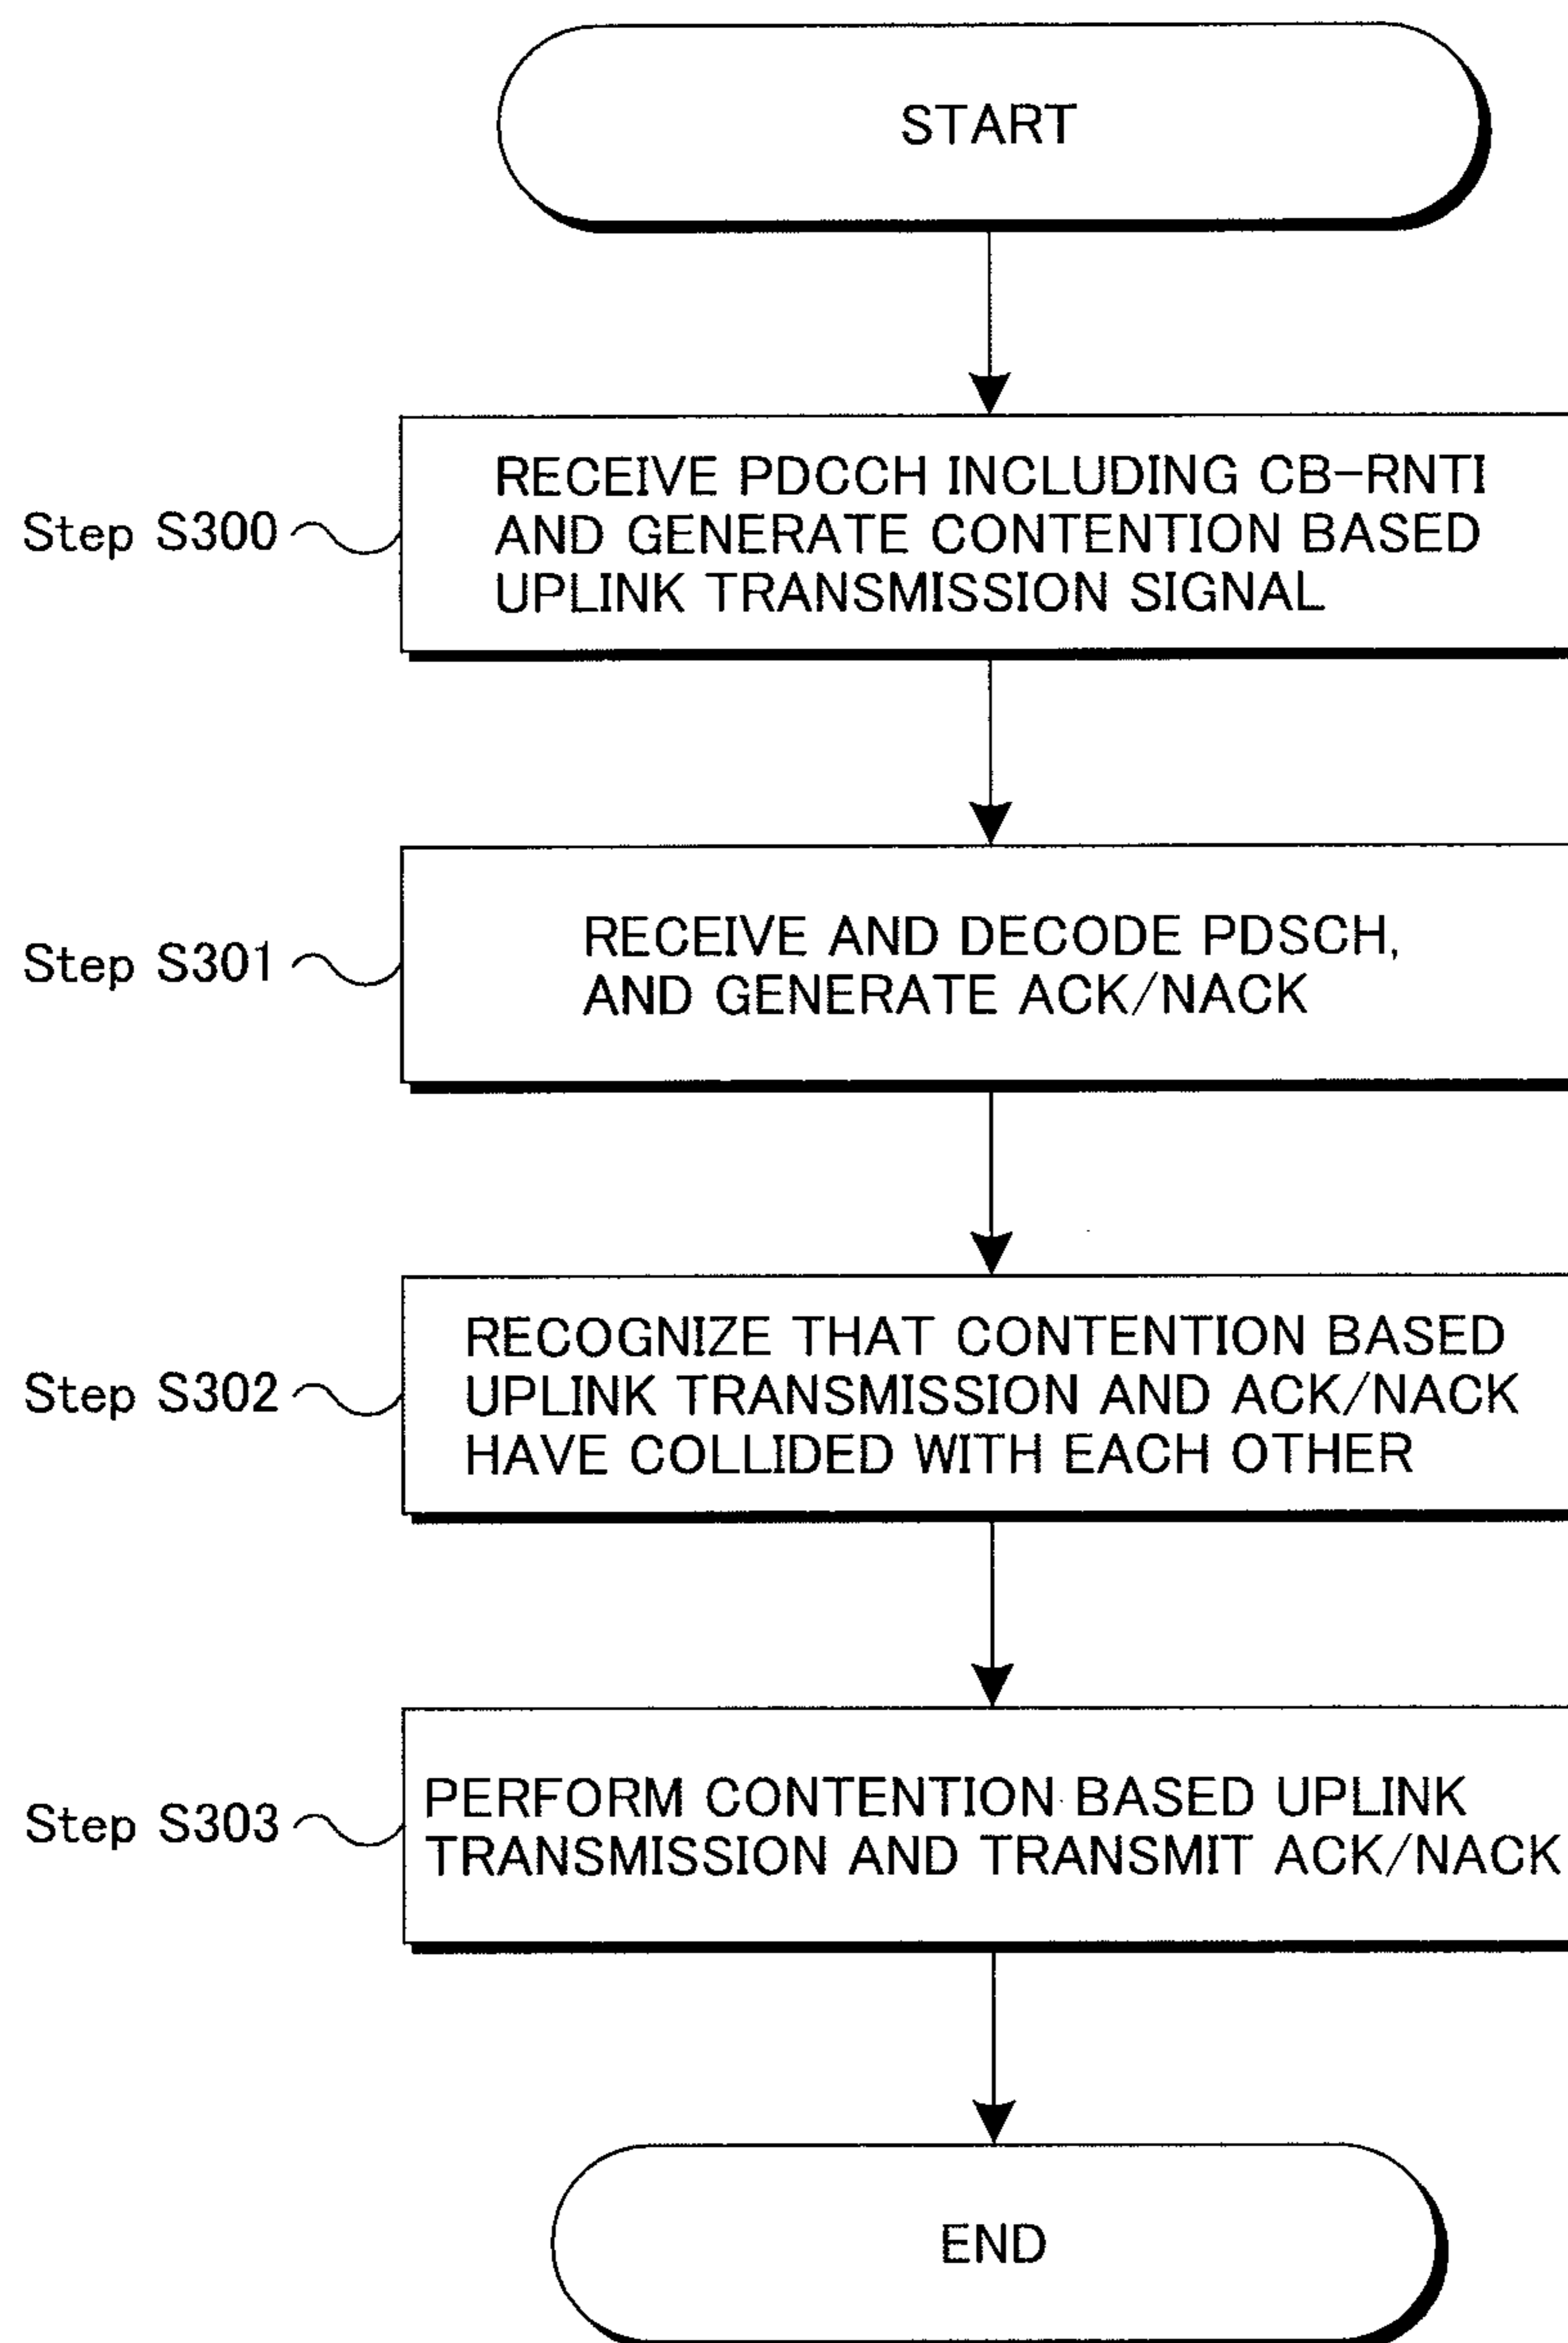 START
RECEIVE PDCCH INCLUDING CB-RNTI
AND GENERATE CONTENTION BASED
UPLINK TRANSMISSION SIGNAL
Step S300
RECEIVE AND DECODE PDSCH,
AND GENERATE ACK/NACK
Step S301
RECOGNIZE THAT CONTENTION BASED
UPLINK TRANSMISSION AND ACK/NACK
HAVE COLLIDED WITH EACH OTHER
Step S302
PERFORM CONTENTION BASED UPLINK
TRANSMISSION AND TRANSMIT ACK/NACK
Step S303
END